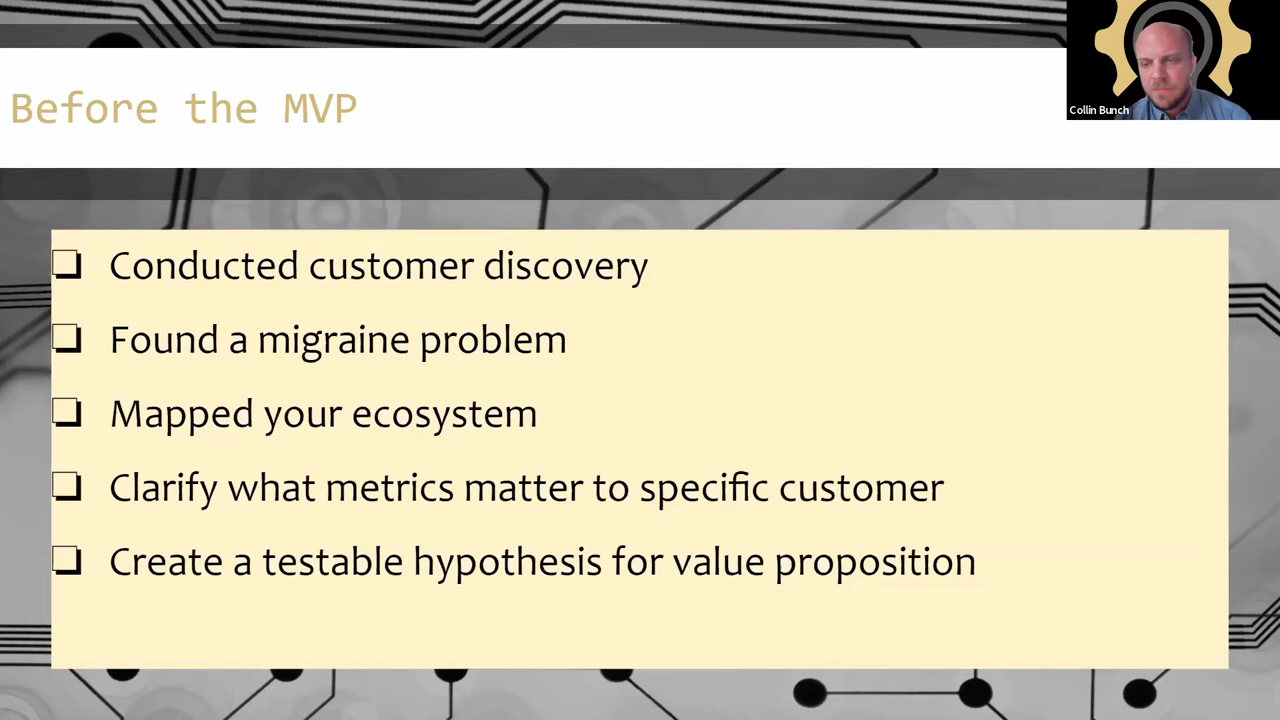 Before the MVP
Collin Bunch
Conducted customer discovery
Found a migraine problem
Mapped your ecosystem
Clarify what metrics matter to specific customer
Create a testable hypothesis for value proposition